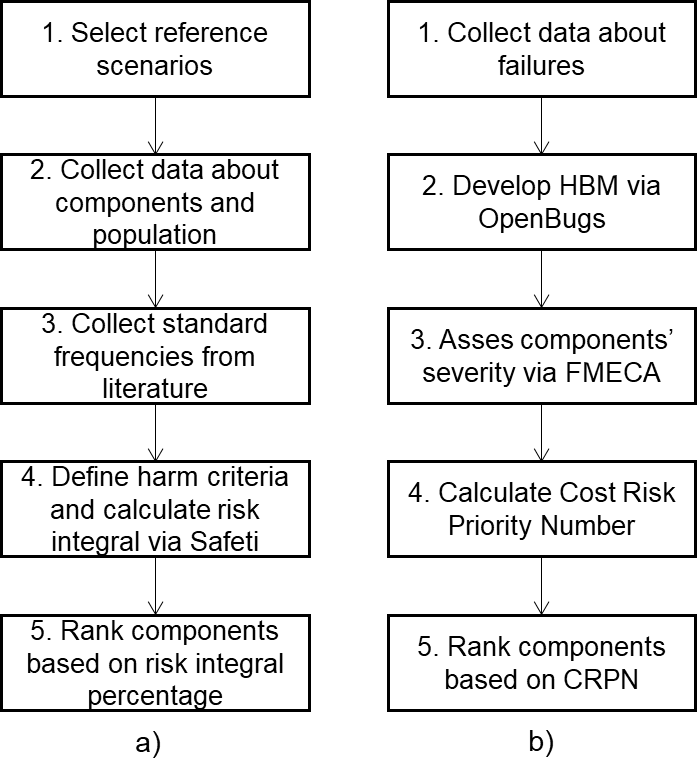 1. Select reference
scenarios
2. Collect data about
components and
population
3. Collect standard
frequencies from
literature
4. Define harm criteria
and calculate risk
integral via Safeti
5. Rank components
based on risk integral
percentage
a)
1. Collect data about
failures
2. Develop HBM via
OpenBugs
3. Asses components’
severity via FMECA
4. Calculate Cost Risk
Priority Number
5. Rank components
based on CRPN
b)